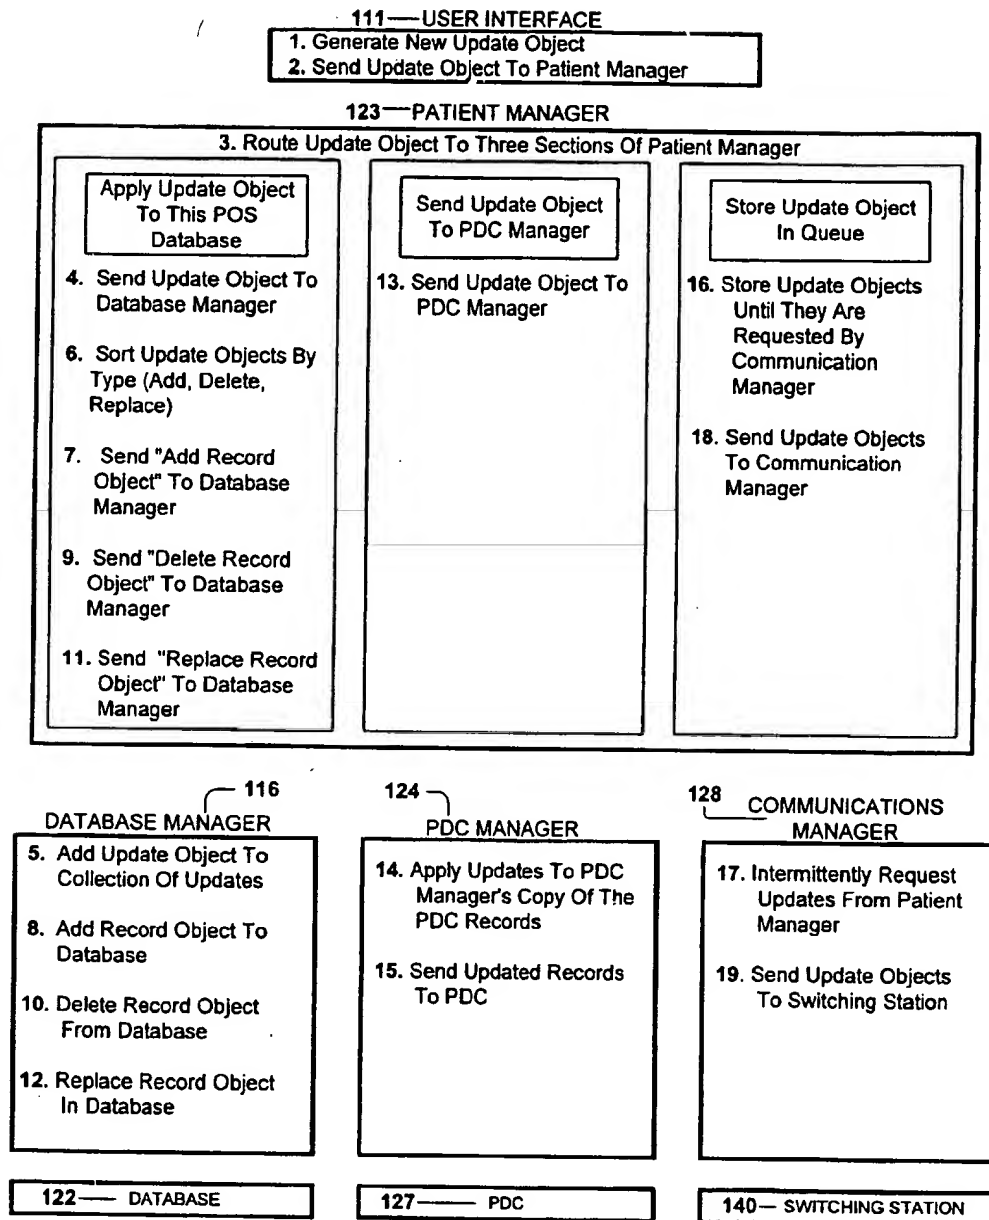 111—USER INTERFACE
1. Generate New Update Object
2. Send Update Object To Patient Manager
123—PATIENT MANAGER
3. Route Update Object To Three Sections Of Patient Manager
Apply Update Object
To This POS
Database
4. Send Update Object To
Database Manager
6. Sort Update Objects By
Type (Add, Delete,
Replace)
7. Send "Add Record
Object" To Database
Manager
9. Send "Delete Record
Object" To Database
Manager
11. Send "Replace Record
Object" To Database
Manager
Send Update Object
To PDC Manager
13. Send Update Object To
PDC Manager
Store Update Object
In Queue
16. Store Update Objects
Until They Are
Requested By
Communication
Manager
18. Send Update Objects
To Communication
Manager
116
DATABASE MANAGER
5. Add Update Object To
Collection Of Updates
8. Add Record Object To
Database
10. Delete Record Object
From Database
12. Replace Record Object
In Database
122— DATABASE
124
PDC MANAGER
14. Apply Updates To PDC
Manager's Copy Of The
PDC Records
15. Send Updated Records
To PDC
127— PDC
128
COMMUNICATIONS
MANAGER
17. Intermittently Request
Updates From Patient
Manager
19. Send Update Objects
To Switching Station
140— SWITCHING STATION